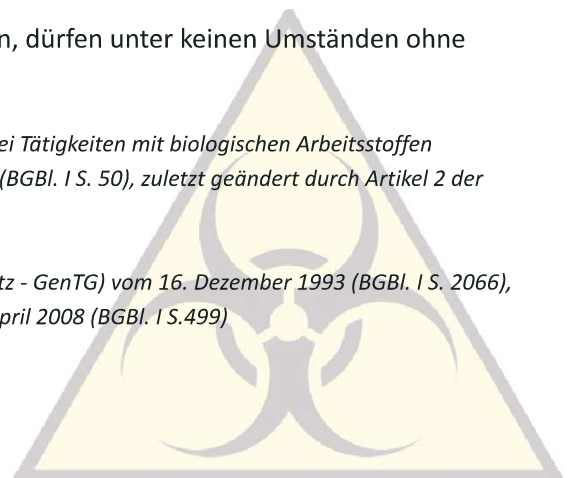 n, dürfen unter keinen Umständen ohne
ei Tätigkeiten mit biologischen Arbeitsstoffen
(BGBl. I S. 50), zuletzt geändert durch Artikel 2 der
tz - GenTG) vom 16. Dezember 1993 (BGBl. I S. 2066),
pril 2008 (BGBl. I S.499)